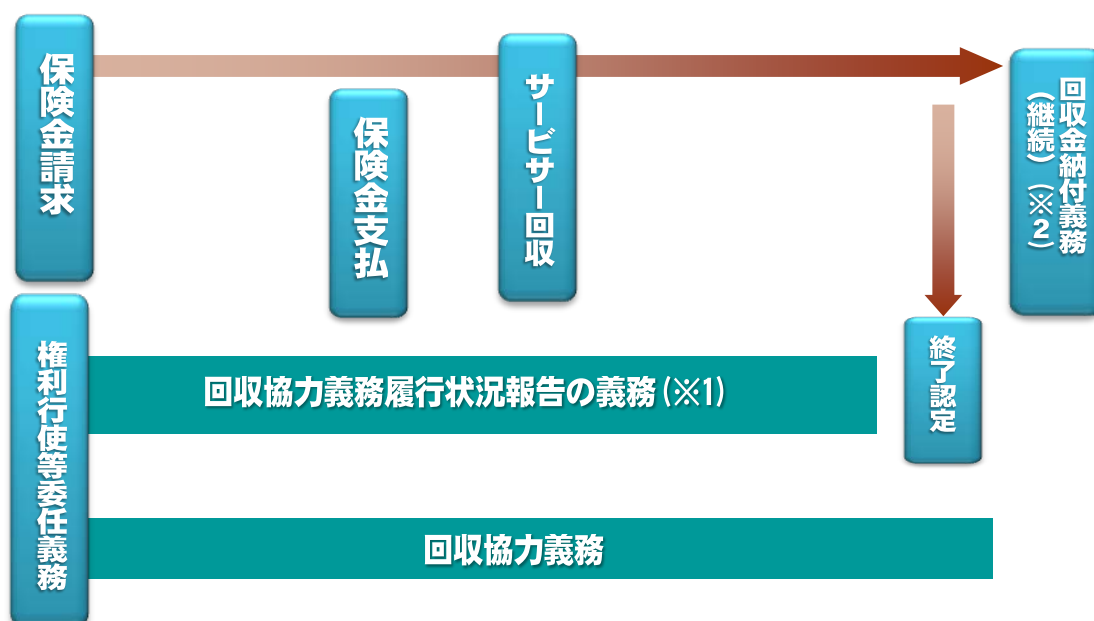 保険金請求
保険金支払
サービサー回収
回収金納付義務
（継続）（※2）
終了認定
権利行使等委任義務
回収協力義務履行状況報告の義務(※1)
回収協力義務